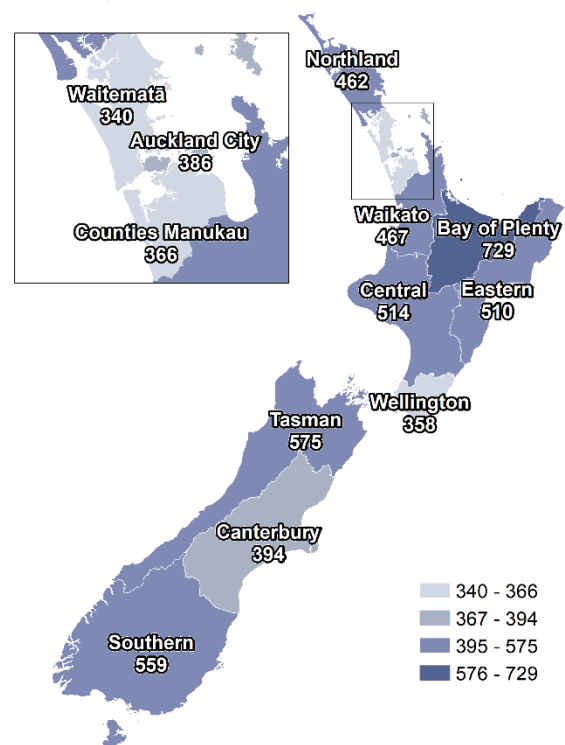 Northland
462
Waitematā
340
Auckland City
386
Counties Manukau
366
Waikato
467
Bay of Plenty
729
Central
514
Eastern
510
Wellington
358
Tasman
575
Canterbury
394
Southern
559
340 - 366
367 - 394
395 - 575
576 - 729